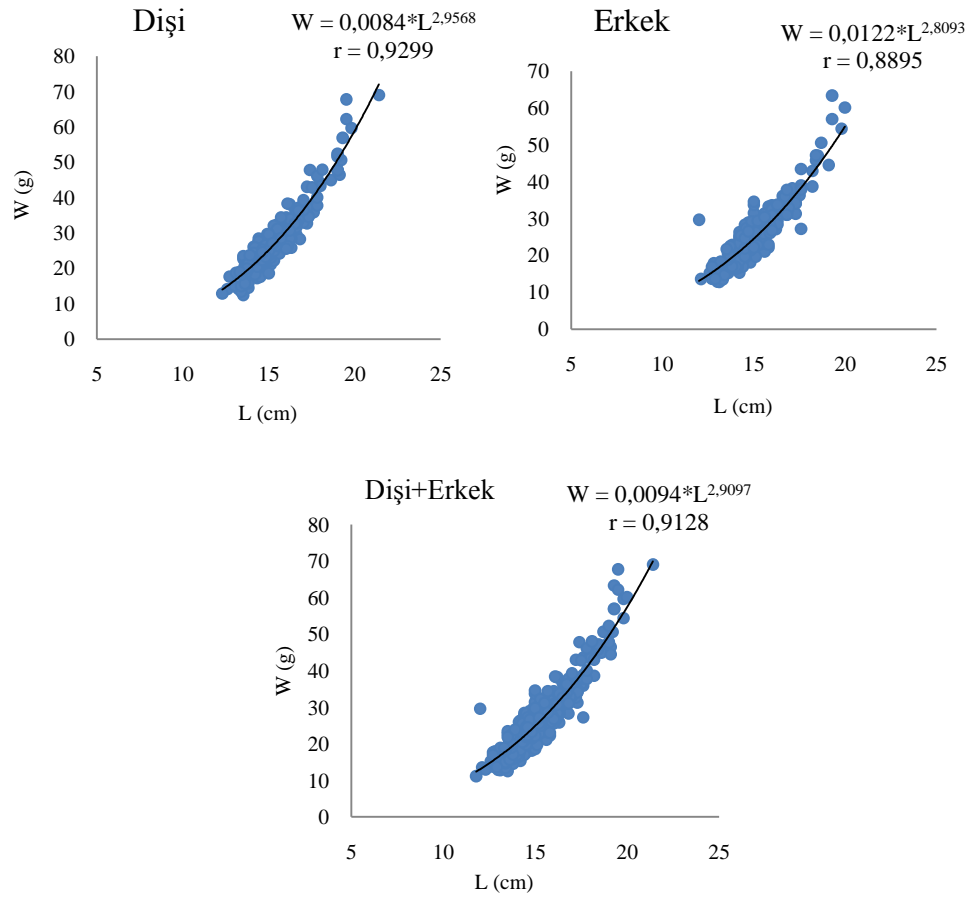 Dişi
W = 0,0084*L^2,9568
r = 0,9299
80
70
60
50
40
30
20
10
0
W (g)
5 10 15 20 25
L (cm)
Erkek
W = 0,0122*L^2,8093
r = 0,8895
70
60
50
40
30
20
10
0
W (g)
5 10 15 20 25
L (cm)
Dişi+Erkek
W = 0,0094*L^2,9097
r = 0,9128
80
70
60
50
40
30
20
10
0
W (g)
5 10 15 20 25
L (cm)